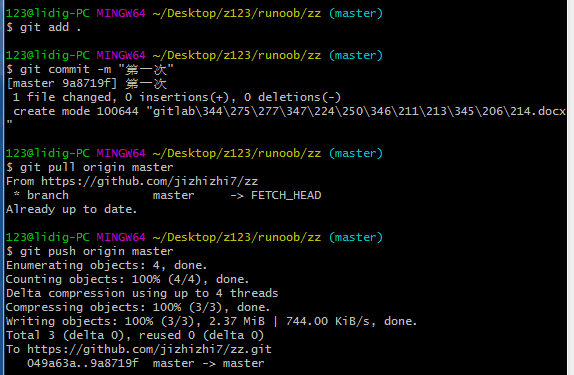 123@lidig-PC MINGW64 ~/Desktop/z123/runoob/zz (master)
$ git add .
123@lidig-PC MINGW64 ~/Desktop/z123/runoob/zz (master)
$ git commit -m "第一次"
[master 9a8719f] 第一次
 1 file changed, 0 insertions(+), 0 deletions(-)
 create mode 100644 "gitlab\344\275\277\347\224\250\346\211\213\345\206\214.docx
"
123@lidig-PC MINGW64 ~/Desktop/z123/runoob/zz (master)
$ git pull origin master
From https://github.com/jizhizhi7/zz
 * branch            master     -> FETCH_HEAD
Already up to date.
123@lidig-PC MINGW64 ~/Desktop/z123/runoob/zz (master)
$ git push origin master
Enumerating objects: 4, done.
Counting objects: 100% (4/4), done.
Delta compression using up to 4 threads
Compressing objects: 100% (3/3), done.
Writing objects: 100% (3/3), 2.37 MiB | 744.00 KiB/s, done.
Total 3 (delta 0), reused 0 (delta 0)
To https://github.com/jizhizhi7/zz.git
   049a63a..9a8719f  master -> master